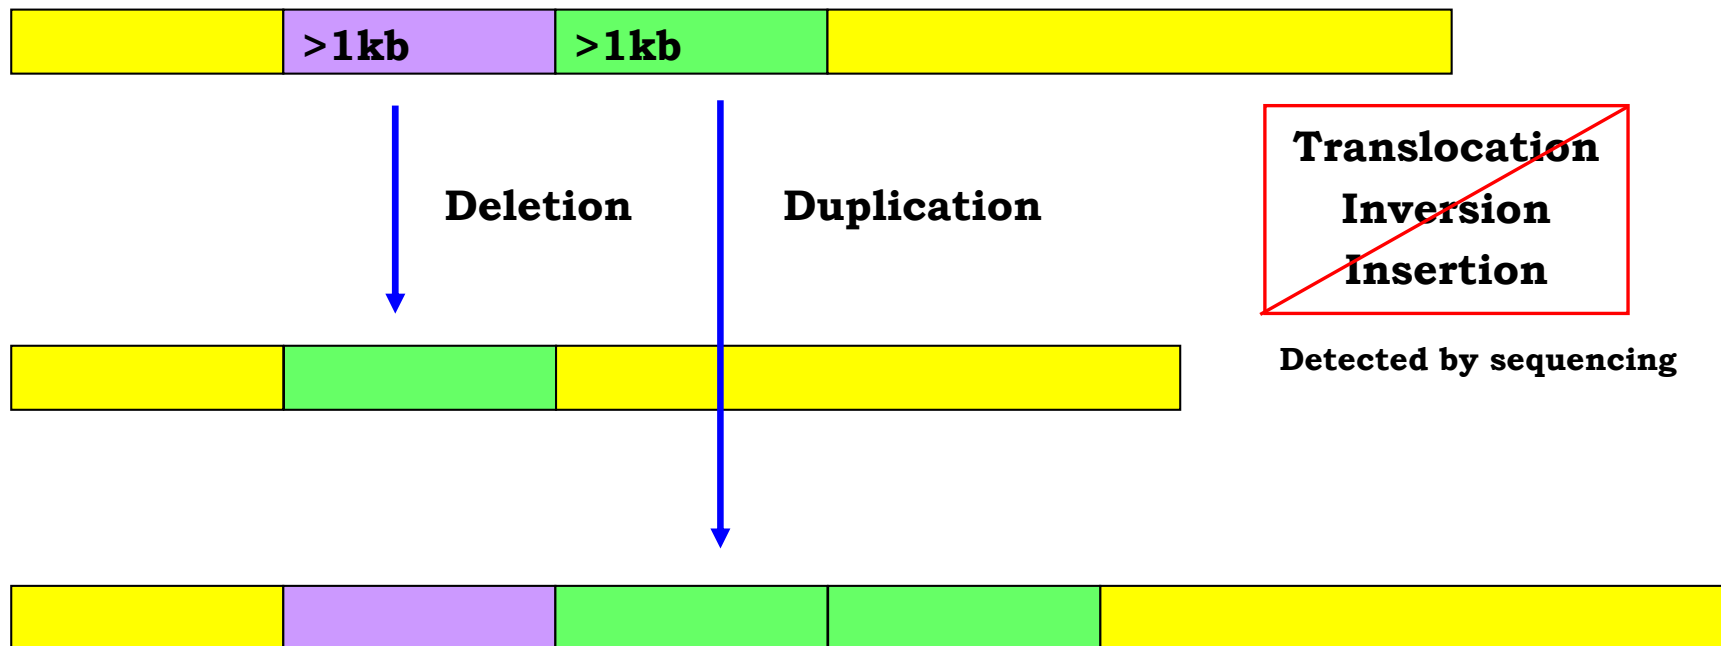 >1kb
>1kb
Deletion
Duplication
Translocation
Inversion
Insertion
Detected by sequencing